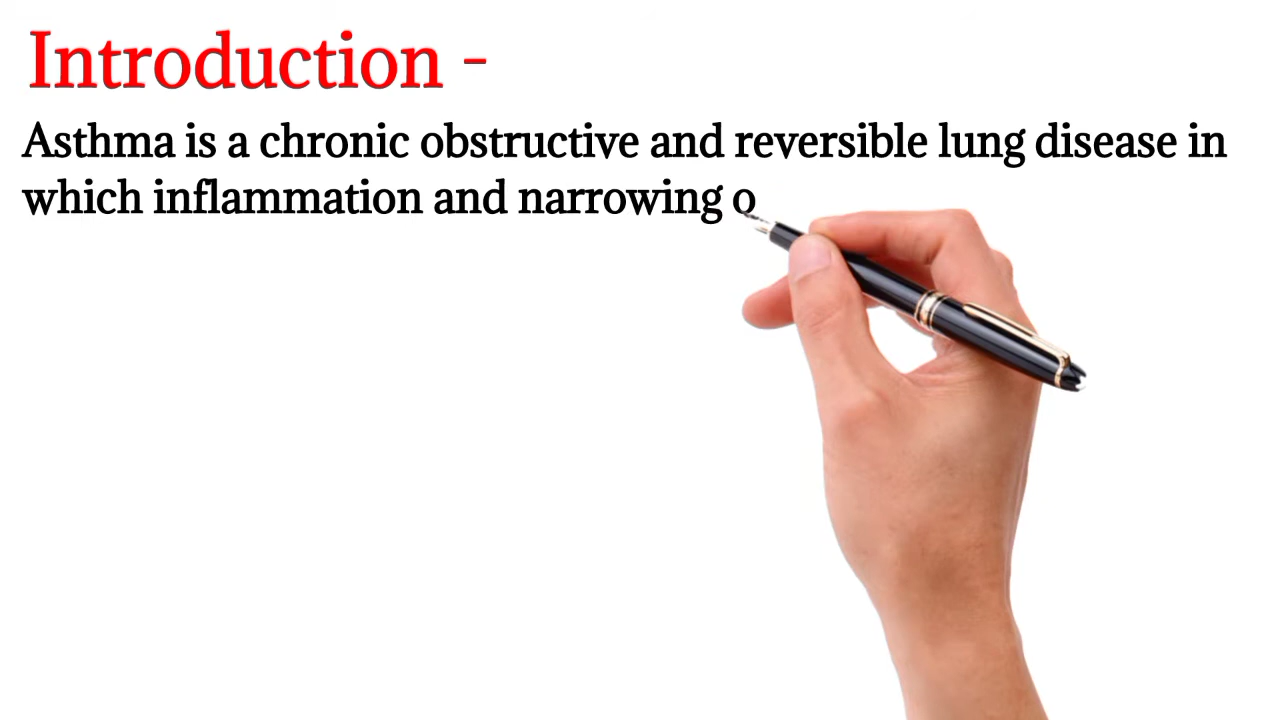 Introduction -
Asthma is a chronic obstructive and reversible lung disease in
which inflammation and narrowing o